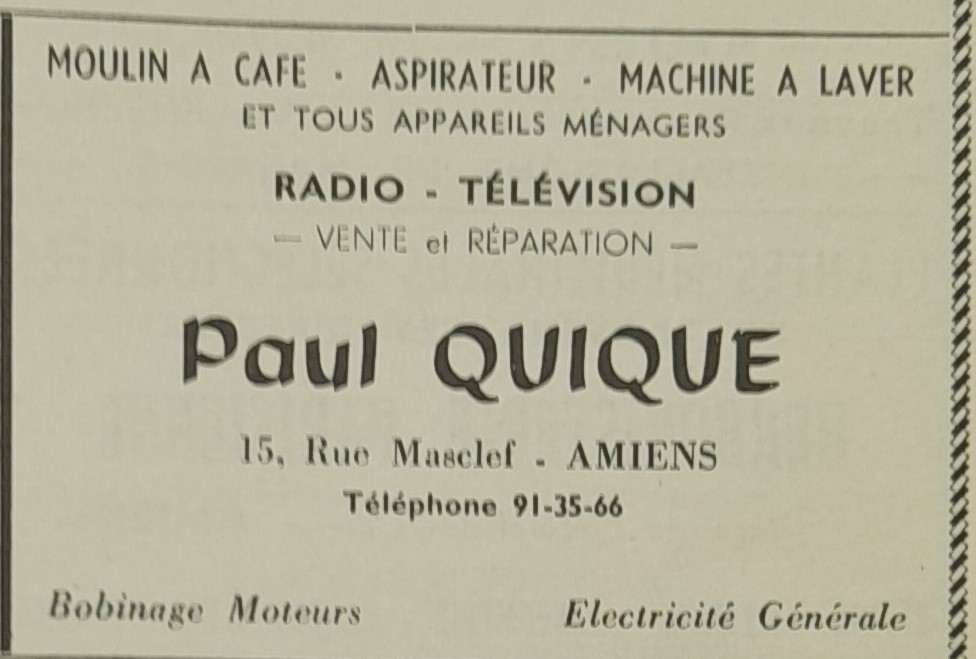 MOULIN A CAFE · ASPIRATEUR · MACHINE A LAVER
ET TOUS APPAREILS MÉNAGERS
RADIO - TÉLÉVISION
— VENTE et RÉPARATION —
Paul QUIQUE
15, Rue Masclef - AMIENS
Téléphone 91-35-66
Bobinage Moteurs Electricité Générale